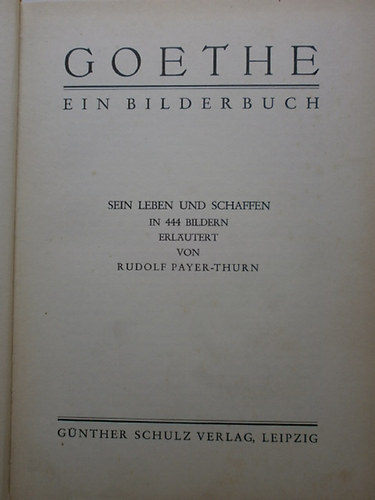 GOETHE
EIN BILDERBUCH
SEIN LEBEN UND SCHAFFEN
IN 444 BILDERN
ERLÄUTERT
VON
RUDOLF PAYER-THURN
GÜNTHER SCHULZ VERLAG, LEIPZIG